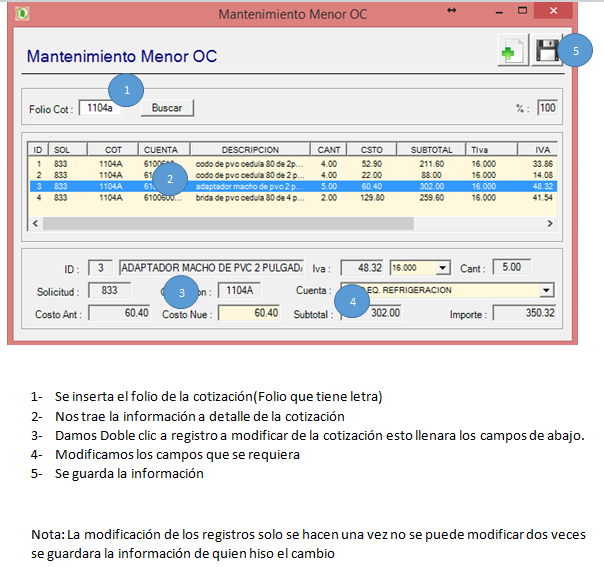 Mantenimiento Menor OC
Mantenimiento Menor OC
5
1
Folio Cot : 1104a Buscar % : 100
ID SOL COT CUENTA DESCRIPCION CANT CSTO SUBTOTAL TIva IVA
1 833 1104A codo de pvc cedula 80 de 2p... 4.00 52.90 211.60 16.000 33.86
2 833 1104A codo de pvc cedula 80 de p... 4.00 22.00 88.00 16.000 14.08
3 833 1104A adaptador macho de pvc 2 p... 5.00 60.40 302.00 16.000 48.32
4 833 1104A 6100600... brida de pvc cedula 80 de 4 p... 2.00 129.80 259.60 16.000 41.54
2
ID : 3 ADAPTADOR MACHO DE PVC 2 PULGAD. Iva : 48.32 16.000 Cant : 5.00
Solicitud : 833 3 1104A Cuenta : EQ. REFRIGERACION
4
Costo Ant : 60.40 Costo Nue : 60.40 Subtotal : 302.00 Importe : 350.32
1- Se inserta el folio de la cotización(Folio que tiene letra)
2- Nos trae la información a detalle de la cotización
3- Damos Doble clic a registro a modificar de la cotización esto llenara los campos de abajo.
4- Modificamos los campos que se requiera
5- Se guarda la información
Nota: La modificación de los registros solo se hacen una vez no se puede modificar dos veces
se guardara la información de quien hiso el cambio